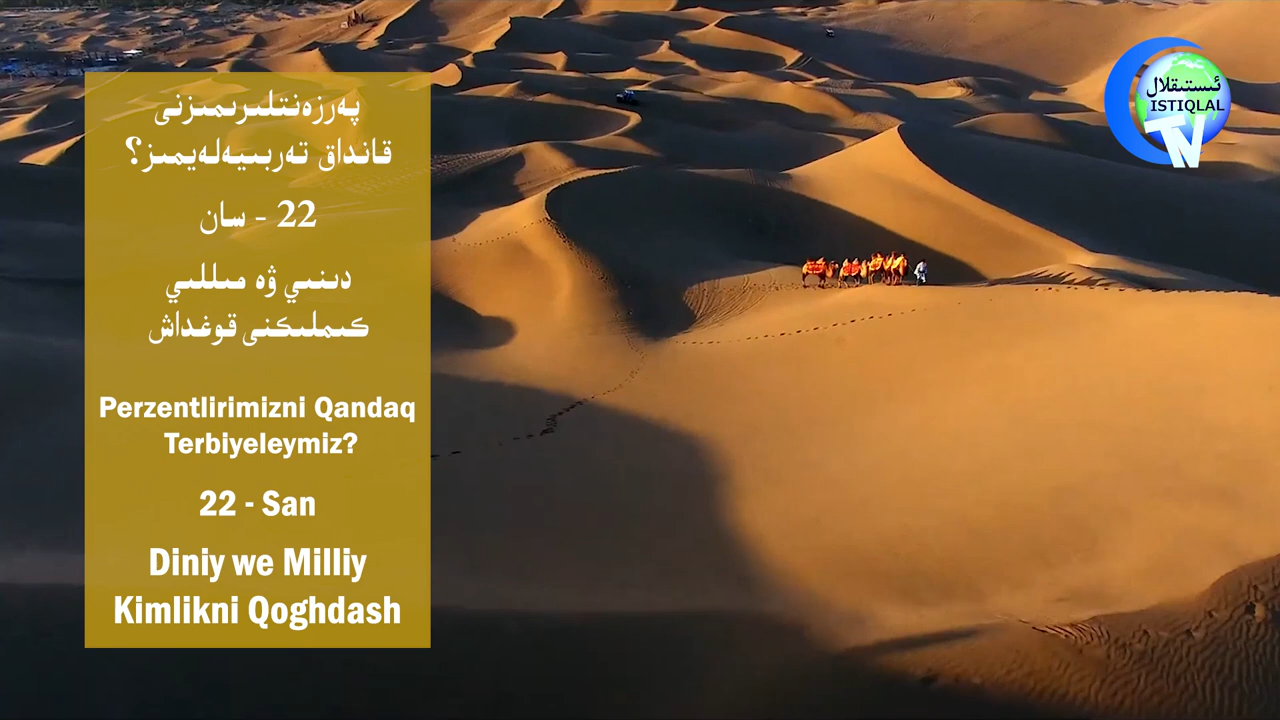 پەرزەنتلىرىمىزنى
قانداق تەربىيەلەيمىز؟
22 - سان
دىنىي ۋە مىللىي
كىملىكنى قوغداش
Perzentlirimizni Qandaq
Terbiyeleymiz?
22 - San
Diniy we Milliy
Kimlikni Qoghdash
ئىستىقلال
ISTIQLAL
TV